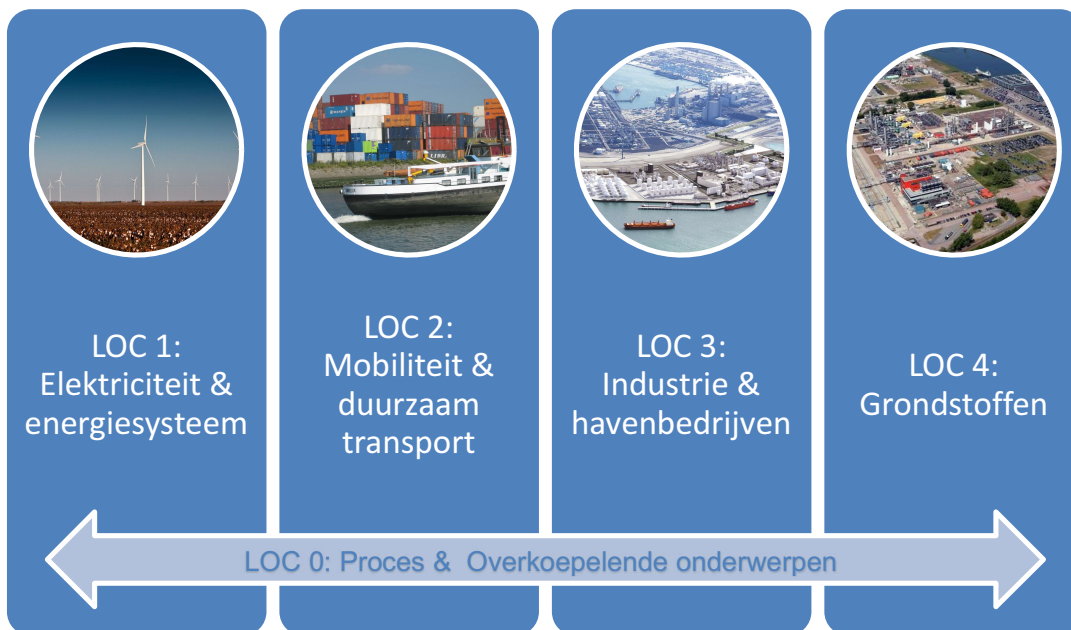 LOC 1:
Elektriciteit &
energiesysteem
LOC 2:
Mobiliteit &
duurzaam
transport
LOC 3:
Industrie &
havenbedrijven
LOC 4:
Grondstoffen
LOC 0: Proces &  Overkoepelende onderwerpen